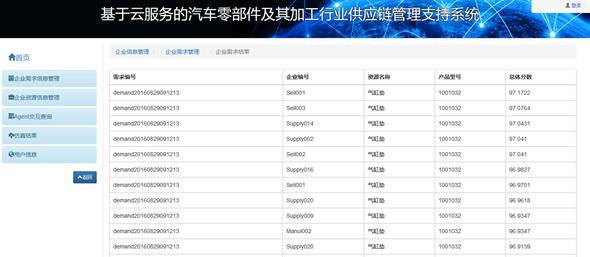 基于云服务的汽车零部件及其加工行业供应链管理支持系统
登录
首页
企业需求信息管理
企业资源信息管理
Agent交互查询
仿真结果
用户信息
返回
企业信息管理 企业需求管理 企业需求结果
需求编号 企业编号 资源名称 产品型号 总体分数
demand20160829091213 Sell001 气缸垫 1001032 97.1722
demand20160829091213 Sell003 气缸垫 1001032 97.0764
demand20160829091213 Supply014 气缸垫 1001032 97.0431
demand20160829091213 Supply002 气缸垫 1001032 97.041
demand20160829091213 Sell002 气缸垫 1001032 97.041
demand20160829091213 Supply016 气缸垫 1001032 96.9827
demand20160829091213 Sell001 气缸垫 1001032 96.9701
demand20160829091213 Supply020 气缸垫 1001032 96.9618
demand20160829091213 Supply009 气缸垫 1001032 96.9347
demand20160829091213 Manui002 气缸垫 1001032 96.9347
demand20160829091213 Supply020 气缸垫 1001032 96.9139